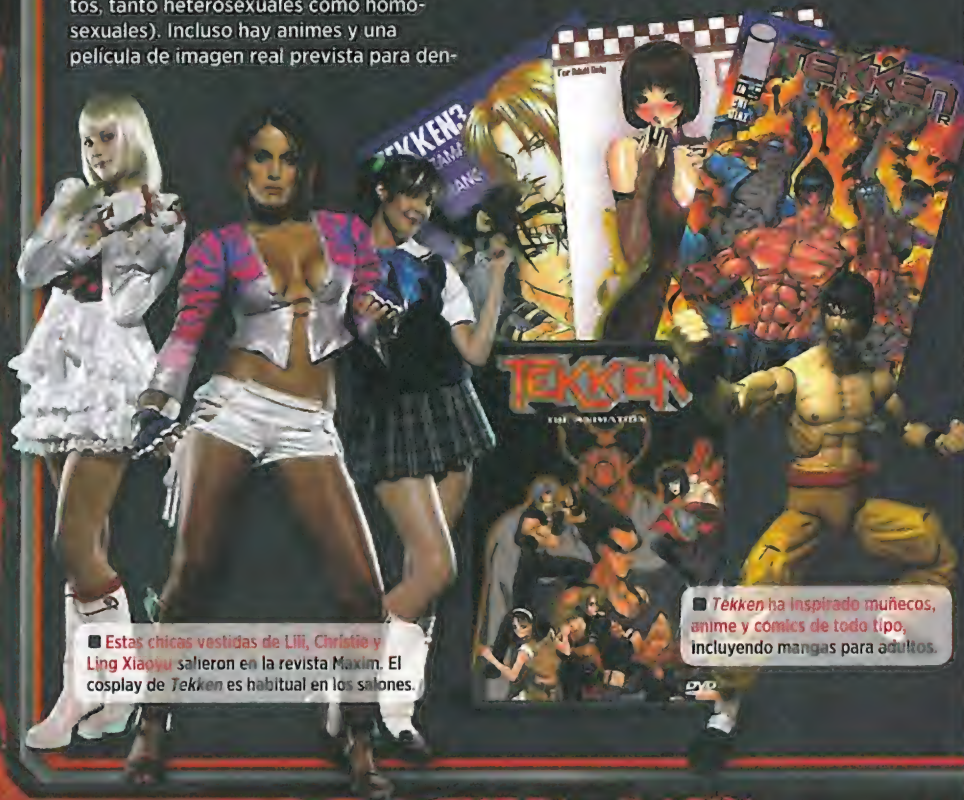 tos, tanto heterosexuales como homo-
sexuales). Incluso hay animes y una
película de imagen real prevista para den-
For Adult Only
TEKKEN3
TEKKEN
TEKKEN
THE ANIMATION
DVD
■ Estas chicas vestidas de Lili, Christie y
Ling Xiaoyu salieron en la revista Maxim. El
cosplay de Tekken es habitual en los salones.
■ Tekken ha inspirado muñecos,
anime y comics de todo tipo,
incluyendo mangas para adultos.